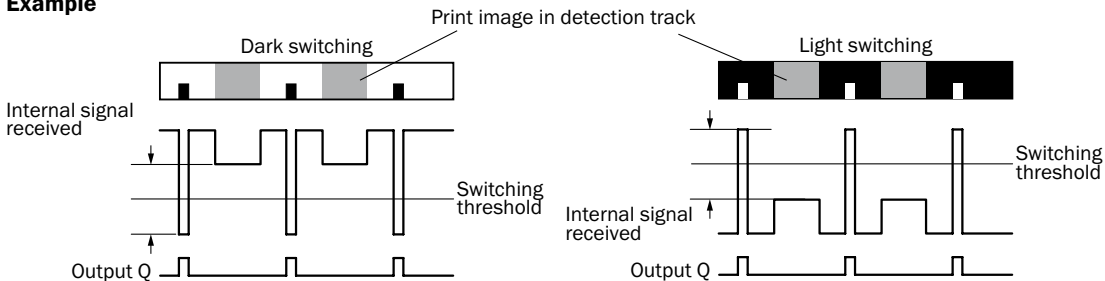 Example
Print image in detection track
Dark switching
Light switching
Internal signal
received
Switching
threshold
Output Q
Switching
threshold
Internal signal
received
Output Q